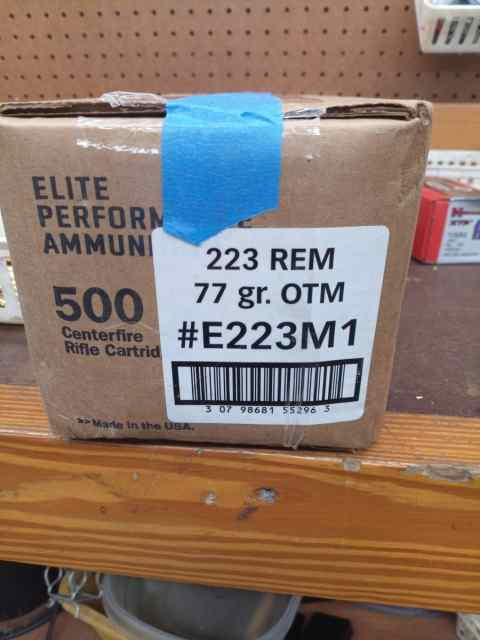 ELITE
PERFORM E
AMMUNI
500
Centerfire
Rifle Cartrid
>> Made in the USA.
223 REM
77 gr. OTM
#E223M1
3 07 98681 55296 3